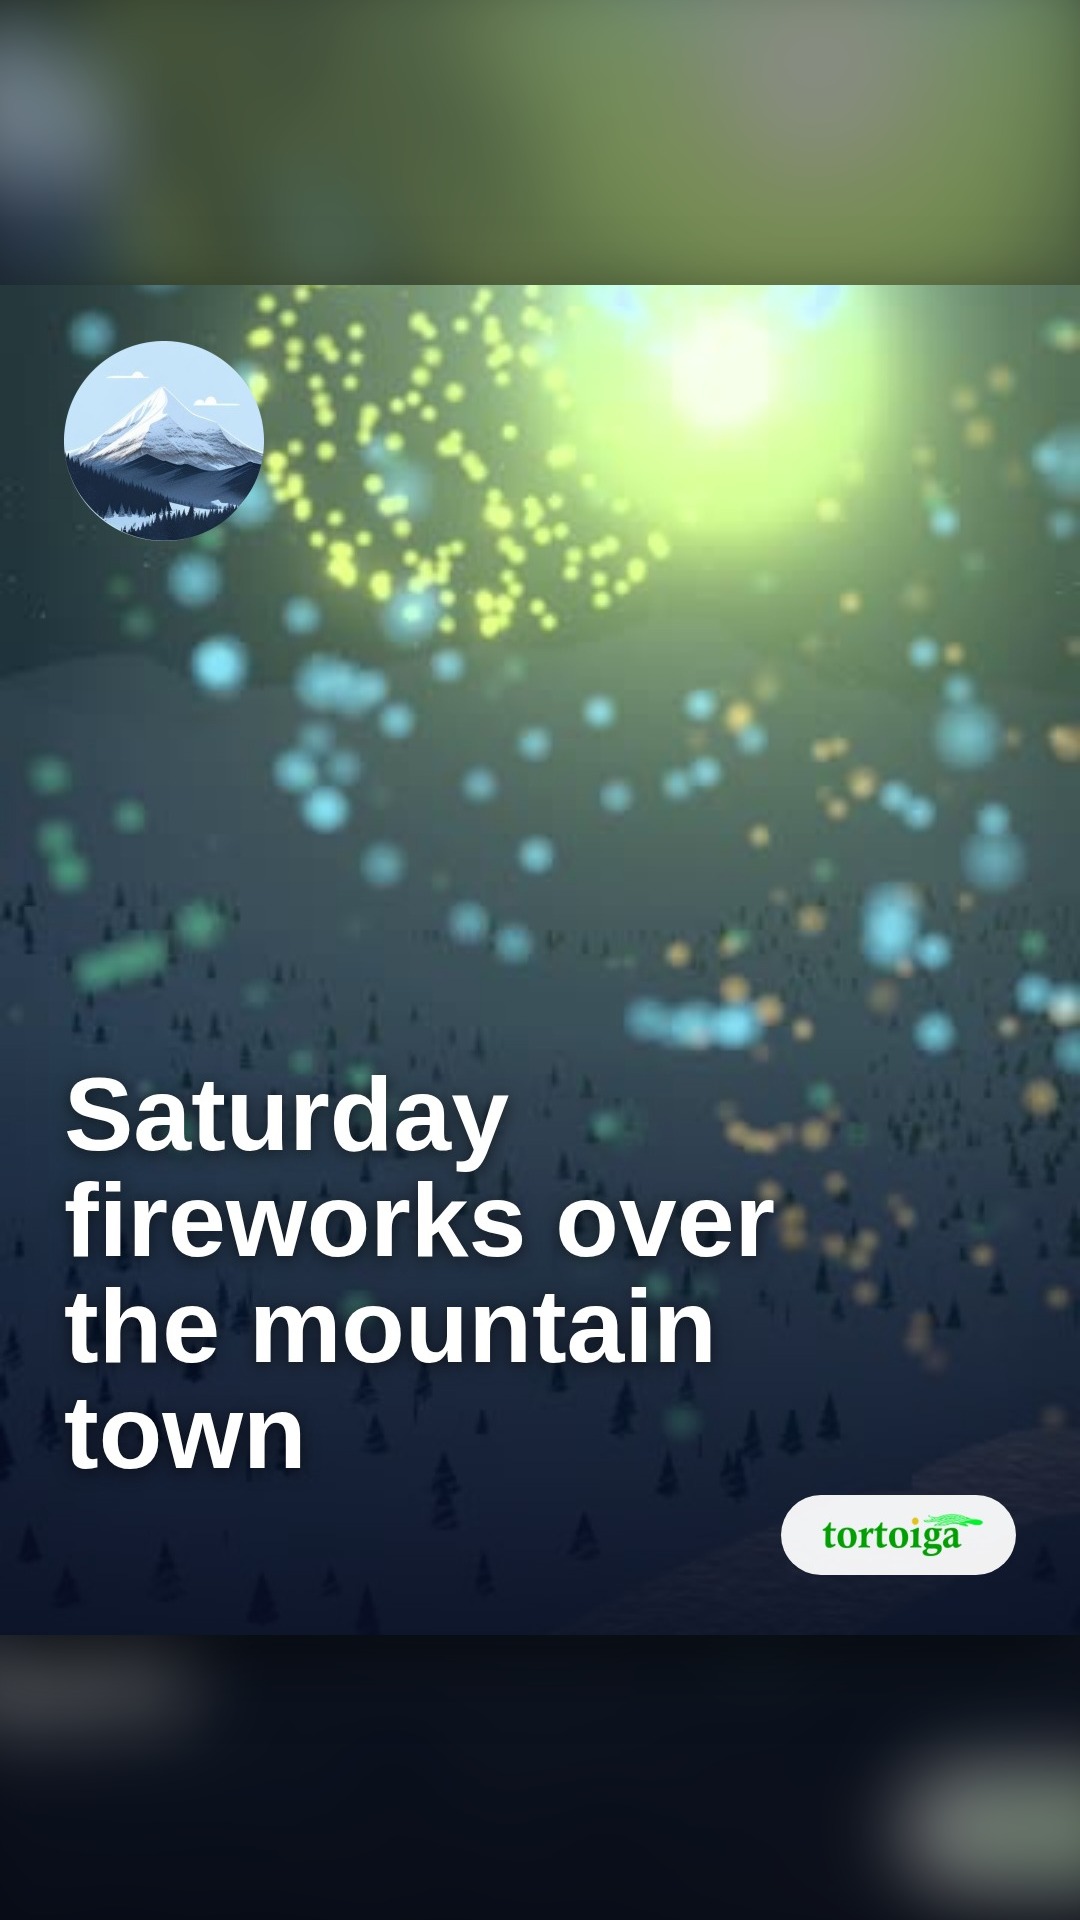 Saturday
fireworks over
the mountain
town
tortoiga